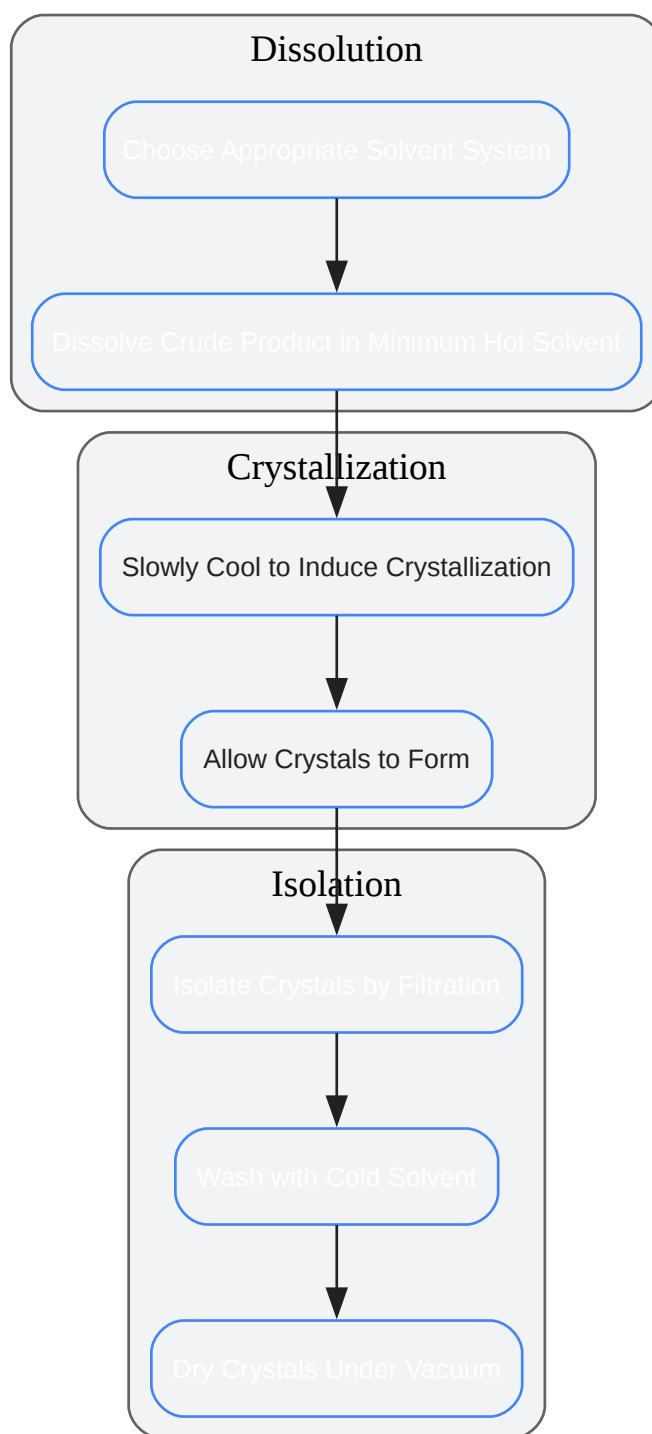 Dissolution
Choose Appropriate Solvent System
Dissolve Crude Product in Minimum Hot Solvent
Crystallization
Slowly Cool to Induce Crystallization
Allow Crystals to Form
Isolation
Isolate Crystals by Filtration
Wash with Cold Solvent
Dry Crystals Under Vacuum